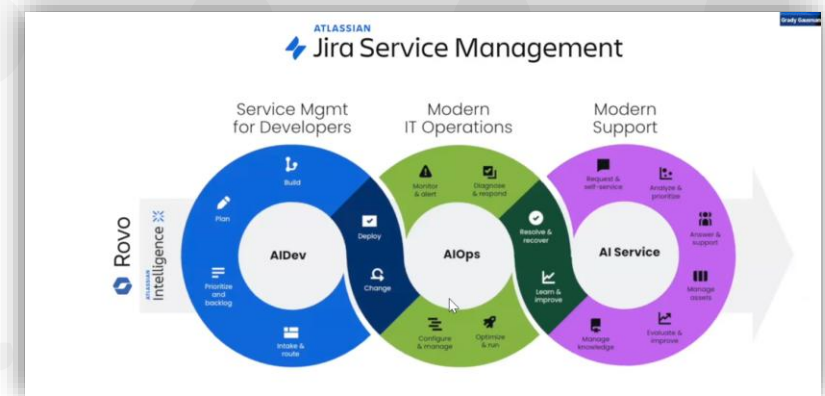 Grady Gausman
ATLASSIAN
Jira Service Management
Service Mgmt
for Developers
Modern
IT Operations
Modern
Support
Rovo
ATLASSIAN
Intelligence
AIDev
Build
Plan
Prioritize
and
backlog
Intake &
route
Deploy
Change
AIOps
Monitor
& alert
Diagnose
& respond
Configure
& manage
Optimize
& run
Resolve &
recover
Learn &
improve
AI Service
Request &
self-service
Analyze &
prioritize
Answer &
support
Manage
assets
Evaluate &
improve
Manage
knowledge